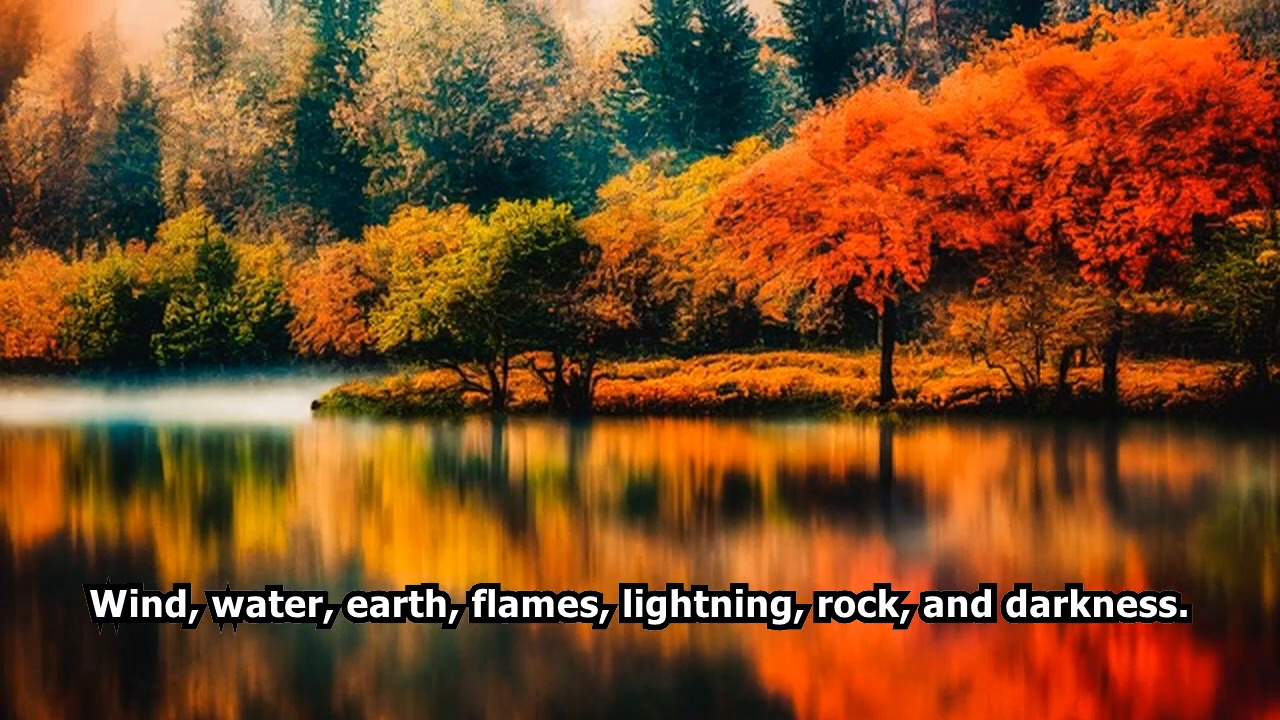 Wind, water, earth, flames, lightning, rock, and darkness.